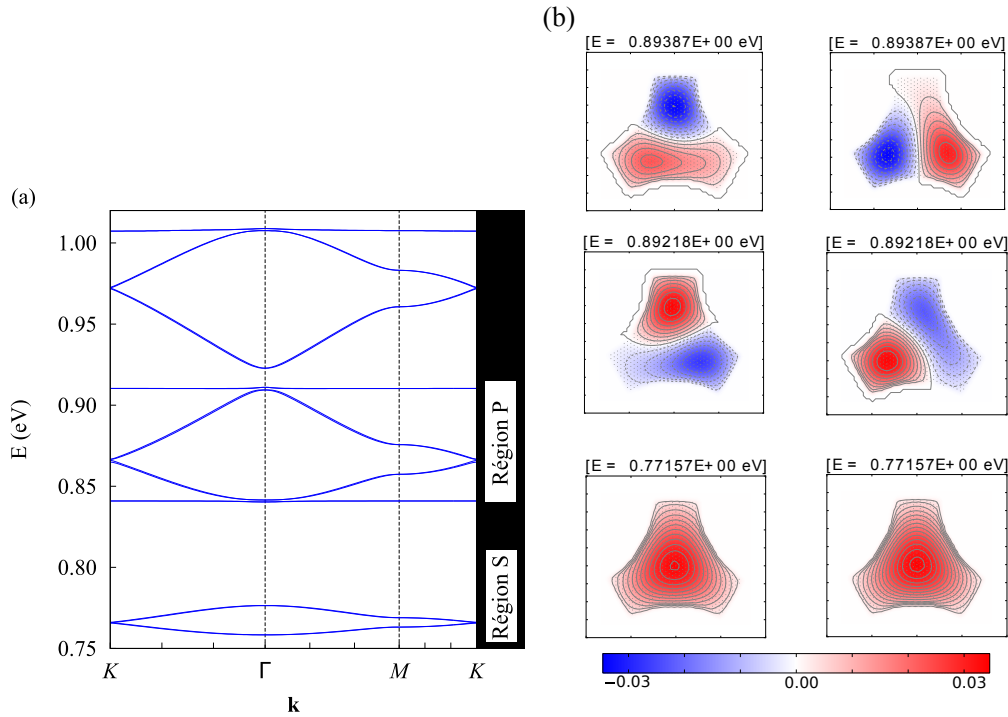 (b)
[E = 0.89387E+00 eV]
[E = 0.89387E+00 eV]
(a)
[E = 0.89218E+00 eV]
[E = 0.89218E+00 eV]
1.00
0.95
0.90
0.85
0.80
0.75
E (eV)
Région P
Région S
K
Γ
M
K
k
[E = 0.77157E+00 eV]
[E = 0.77157E+00 eV]
−0.03
0.00
0.03